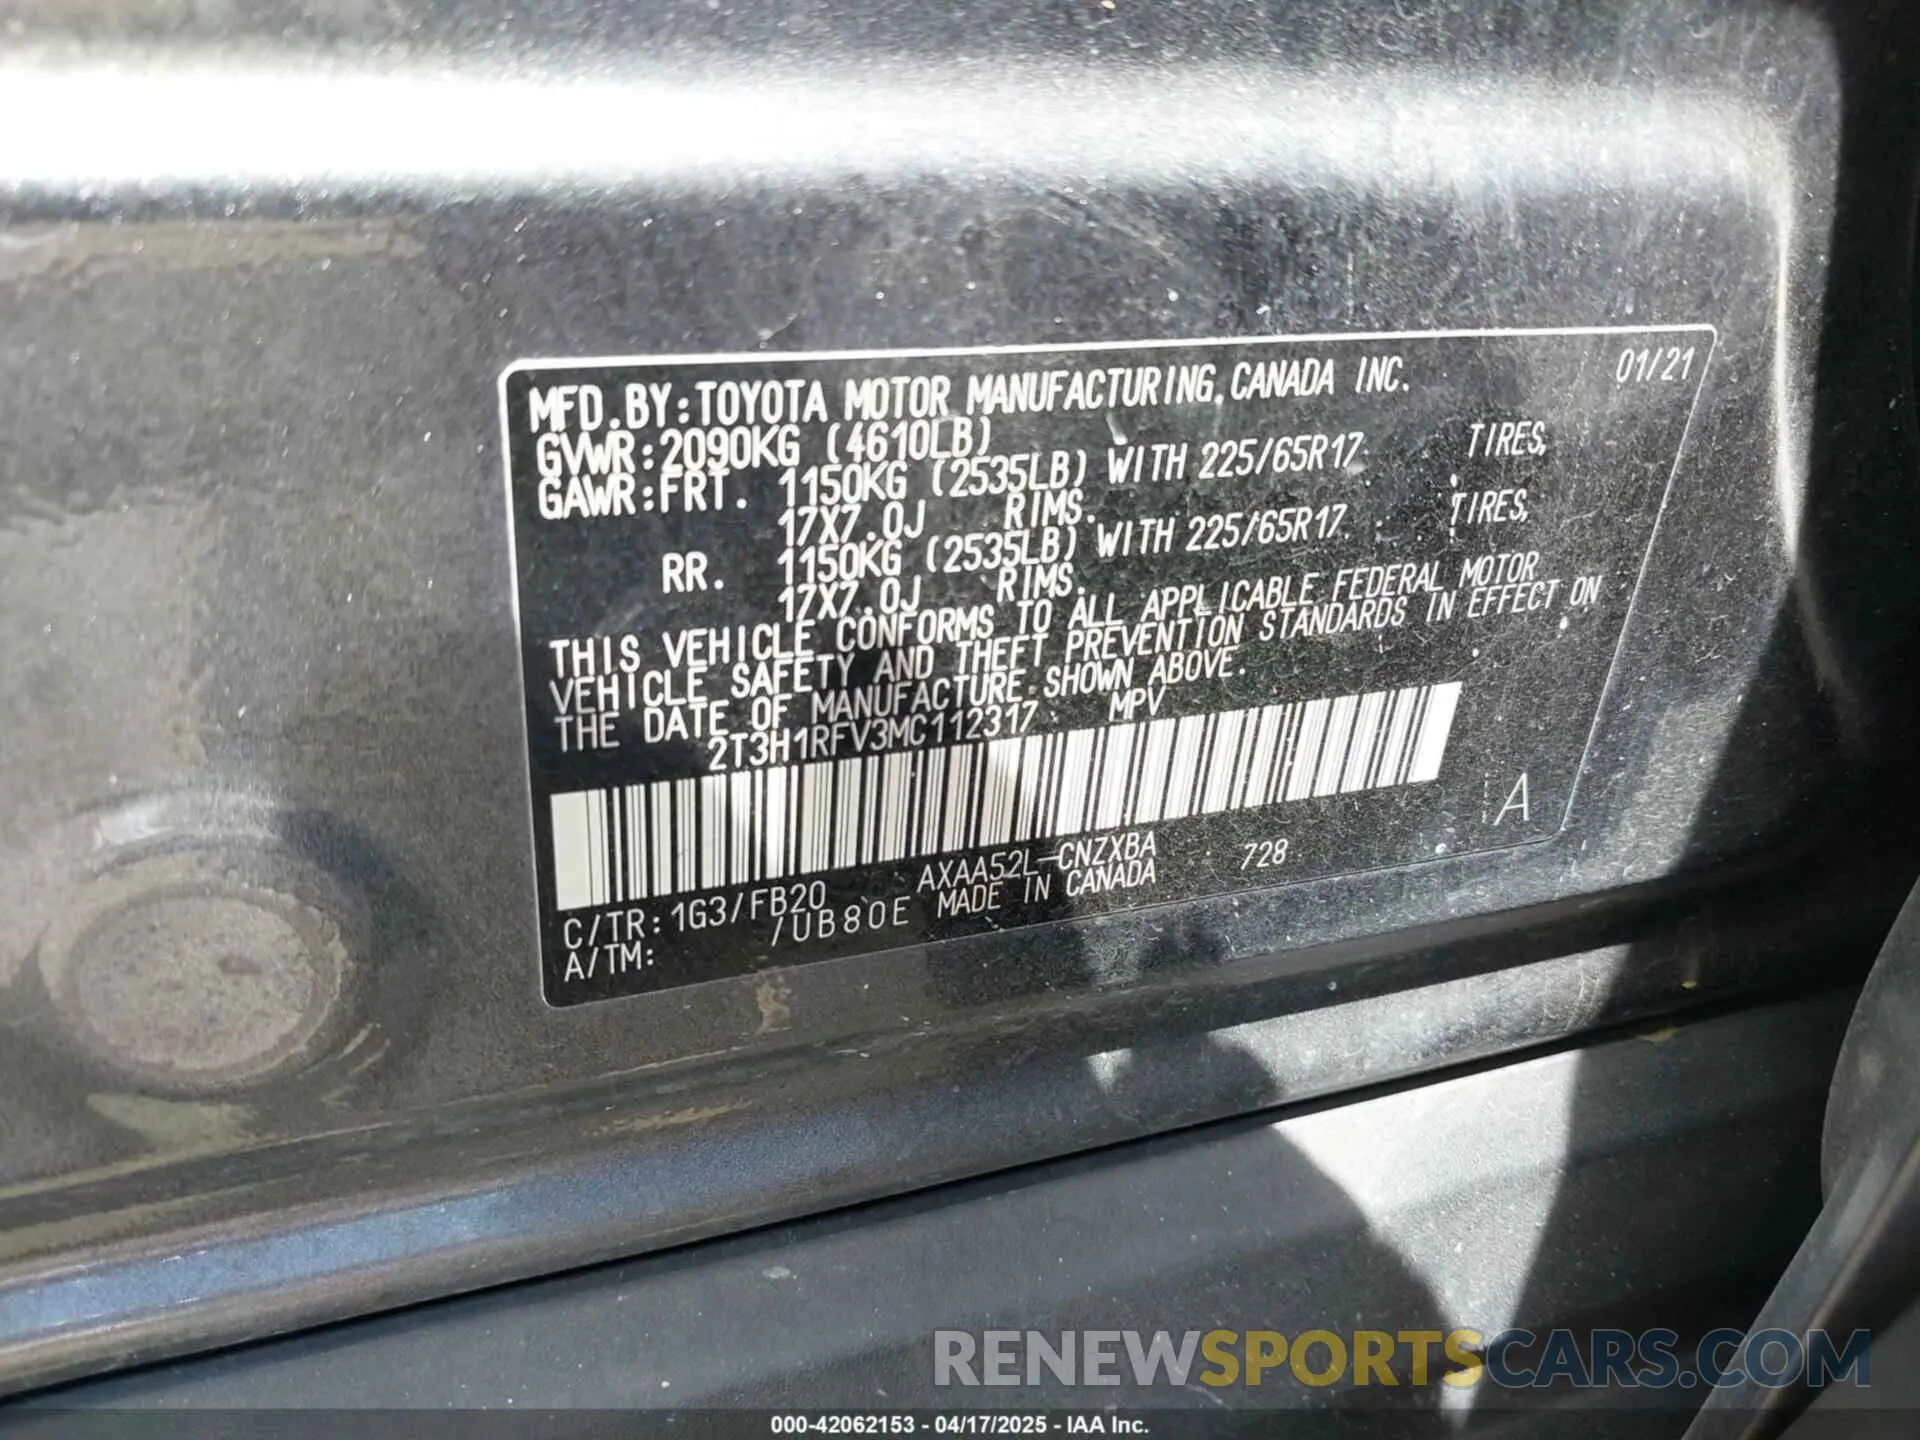 MFD.BY:TOYOTA MOTOR MANUFACTURING,CANADA INC. 01/21
GVWR:2090KG (4610LB)
GAWR:FRT. 1150KG (2535LB) WITH 225/65R17 TIRES,
17X7.0J RIMS.
RR. 1150KG (2535LB) WITH 225/65R17 TIRES,
17X7.0J RIMS.
THIS VEHICLE CONFORMS TO ALL APPLICABLE FEDERAL MOTOR
VEHICLE SAFETY AND THEFT PREVENTION STANDARDS IN EFFECT ON
THE DATE OF MANUFACTURE SHOWN ABOVE.
2T3H1RFV3MC112317 MPV
A
C/TR:1G3/FB20 AXAA52L-CNZXBA 728
A/TM: /UB80E MADE IN CANADA
RENEWSPORTSCARS.COM
000-42062153 - 04/17/2025 - IAA Inc.